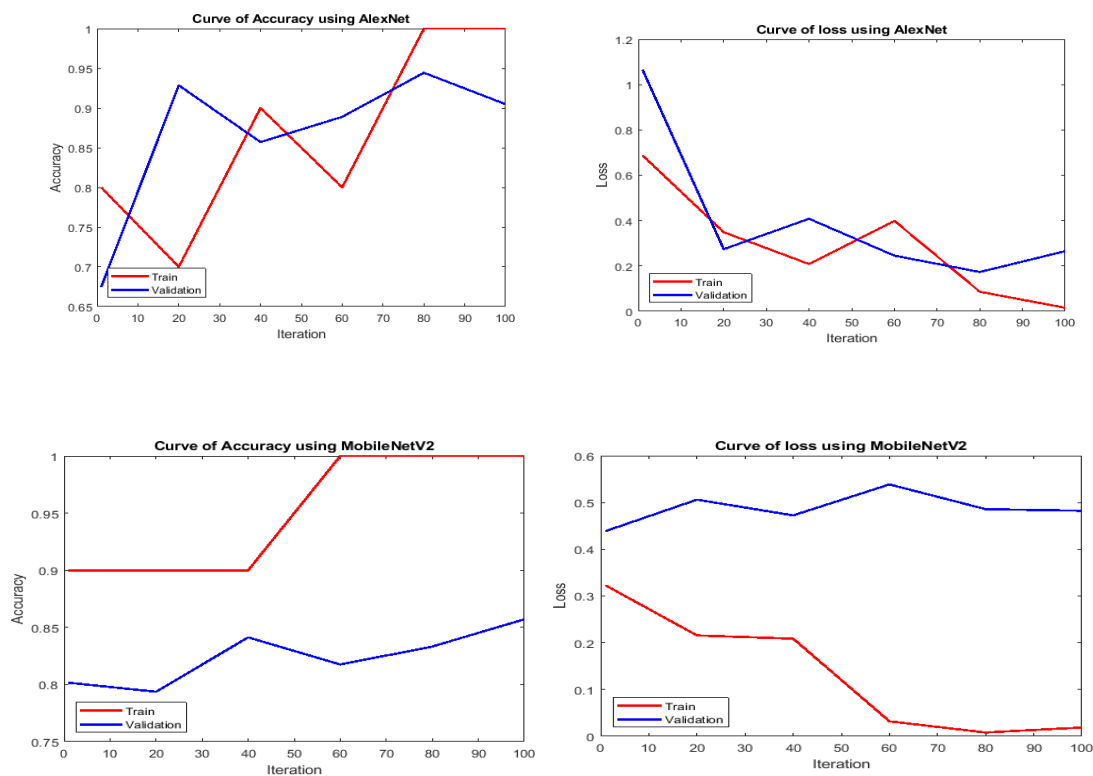 Curve of Accuracy using AlexNet
1
0.95
0.9
0.85
0.8
0.75
0.7
0.65
Accuracy
Train
Validation
0 10 20 30 40 50 60 70 80 90 100
Iteration
Curve of loss using AlexNet
1.2
1
0.8
0.6
0.4
0.2
0
Loss
Train
Validation
0 10 20 30 40 50 60 70 80 90 100
Iteration
Curve of Accuracy using MobileNetV2
1
0.95
0.9
0.85
0.8
0.75
Accuracy
Train
Validation
0 10 20 30 40 50 60 70 80 90 100
Iteration
Curve of loss using MobileNetV2
0.6
0.5
0.4
0.3
0.2
0.1
0
Loss
Train
Validation
0 10 20 30 40 50 60 70 80 90 100
Iteration